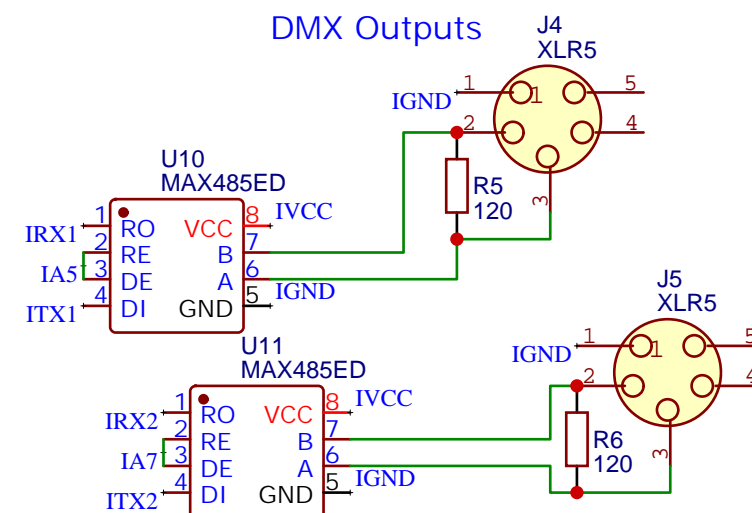 DMX Outputs
J4
XLR5
1
IGND
1
5
2
4
3
R5
120
U10
MAX485ED
IRX1
1
RO
VCC
8
IVCC
2
RE
B
7
IA5
3
DE
A
6
ITX1
4
DI
GND
5
IGND
J5
XLR5
1
IGND
1
5
2
4
3
R6
120
U11
MAX485ED
IRX2
1
RO
VCC
8
IVCC
2
RE
B
7
IA7
3
DE
A
6
ITX2
4
DI
GND
5
IGND